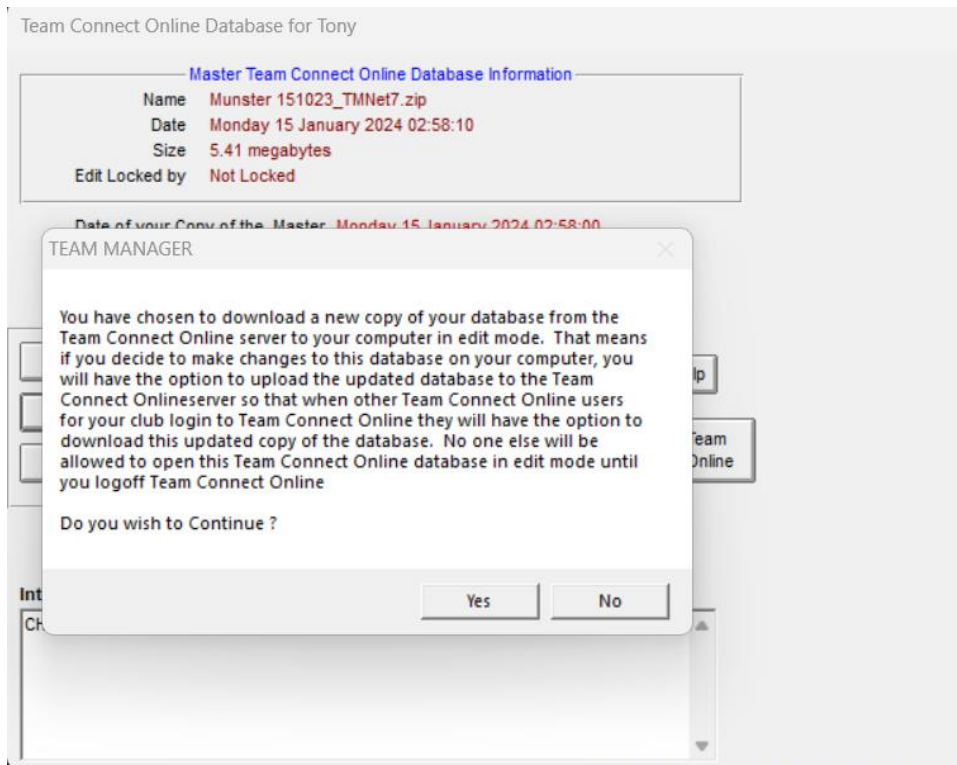 Team Connect Online Database for Tony
Master Team Connect Online Database Information
Name Munster 151023_TMNet7.zip
Date Monday 15 January 2024 02:58:10
Size 5.41 megabytes
Edit Locked by Not Locked
Date of your Copy of the Master Monday 15 January 2024 02:58:00
TEAM MANAGER
You have chosen to download a new copy of your database from the
Team Connect Online server to your computer in edit mode. That means
if you decide to make changes to this database on your computer, you
will have the option to upload the updated database to the Team
Connect Onlineserver so that when other Team Connect Online users
for your club login to Team Connect Online they will have the option to
download this updated copy of the database. No one else will be
allowed to open this Team Connect Online database in edit mode until
you logoff Team Connect Online
Do you wish to Continue ?
Yes No
lp
Team
Online
Int
CH